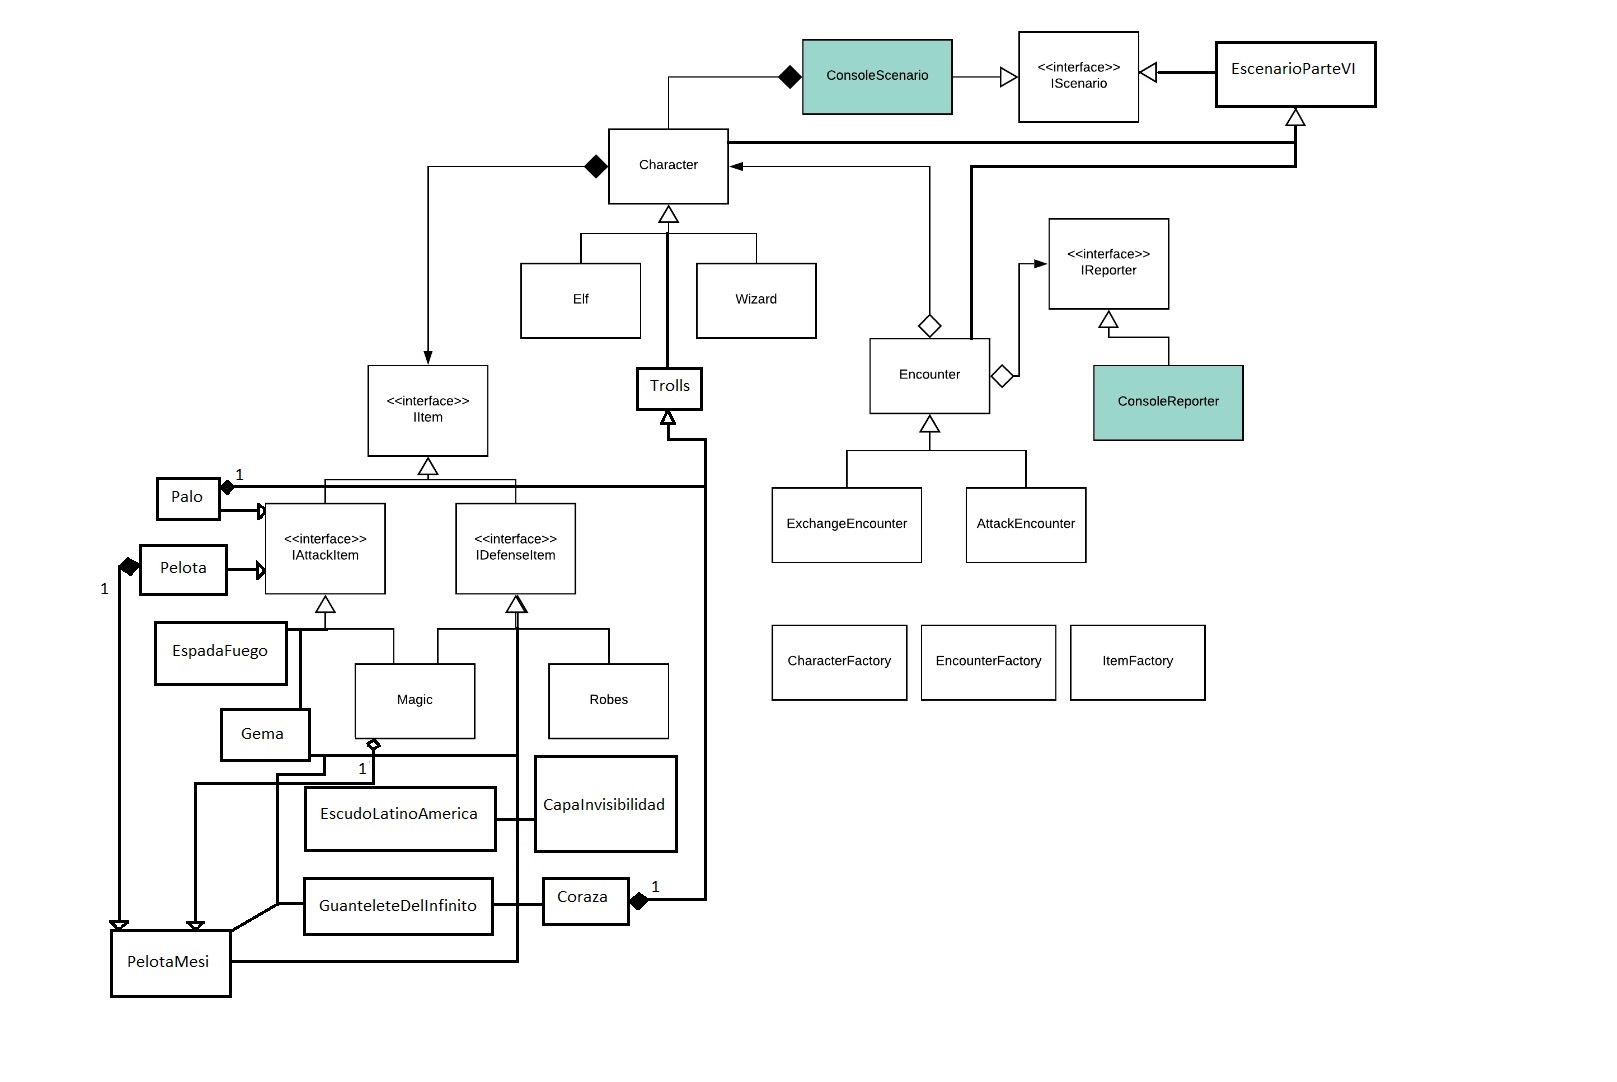 ConsoleScenario
<<interface>>
IScenario
EscenarioParteVI
Character
<<interface>>
IReporter
Elf
Wizard
Encounter
Trolls
<<interface>>
IItem
ConsoleReporter
1
Palo
ExchangeEncounter
AttackEncounter
<<interface>>
IAttackItem
<<interface>>
IDefenseItem
Pelota
1
EspadaFuego
CharacterFactory
EncounterFactory
ItemFactory
Magic
Robes
Gema
1
EscudoLatinoAmerica
CapaInvisibilidad
GuanteleteDelInfinito
Coraza
1
PelotaMesi